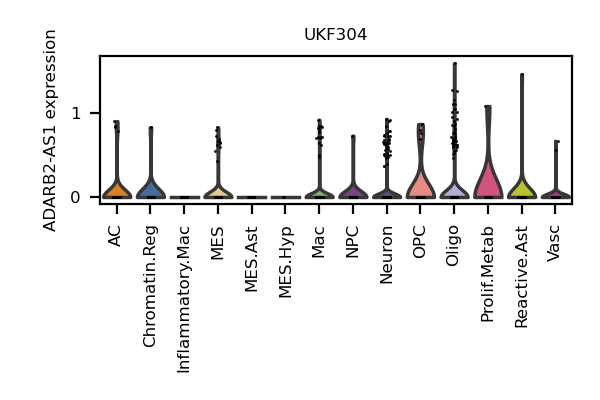 UKF304
ADARB2-AS1 expression
1
0
AC
Chromatin.Reg
Inflammatory.Mac
MES
MES.Ast
MES.Hyp
Mac
NPC
Neuron
OPC
Oligo
Prolif.Metab
Reactive.Ast
Vasc